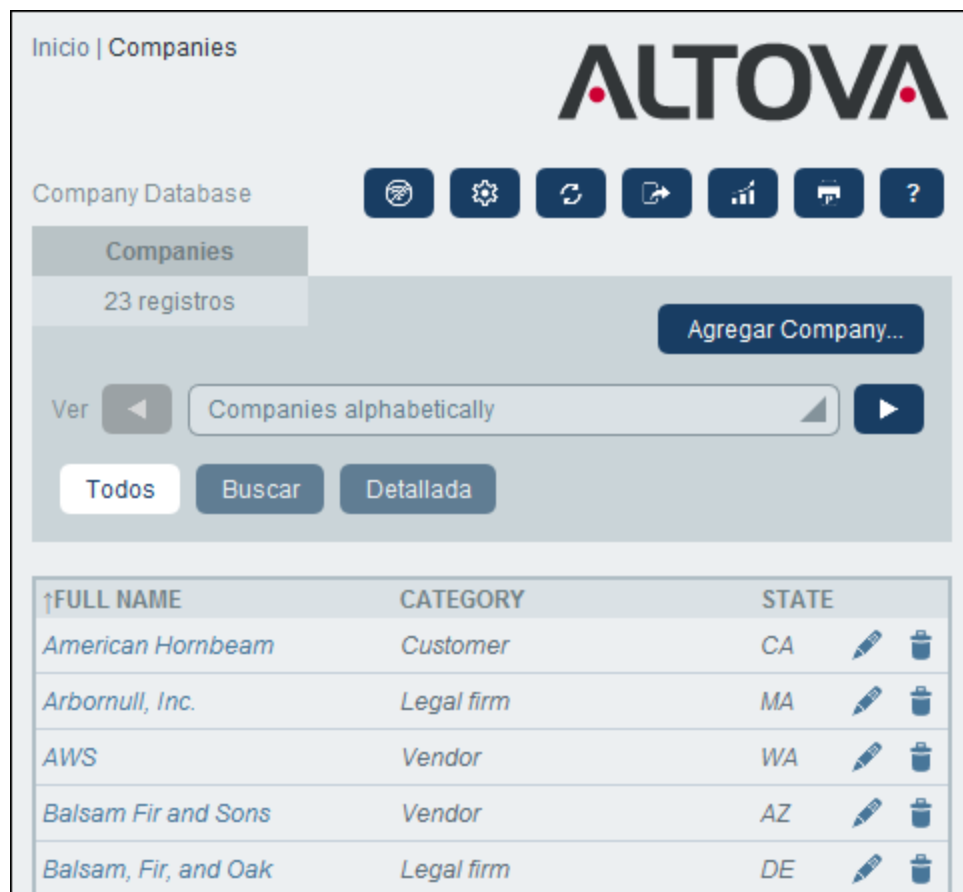 Inicio | Companies
ALTOVA
Company Database
?
Companies
23 registros
Agregar Company...
Ver
Companies alphabetically
Todos Buscar Detallada
↑FULL NAME CATEGORY STATE
American Hornbeam Customer CA
Arbornull, Inc. Legal firm MA
AWS Vendor WA
Balsam Fir and Sons Vendor AZ
Balsam, Fir, and Oak Legal firm DE